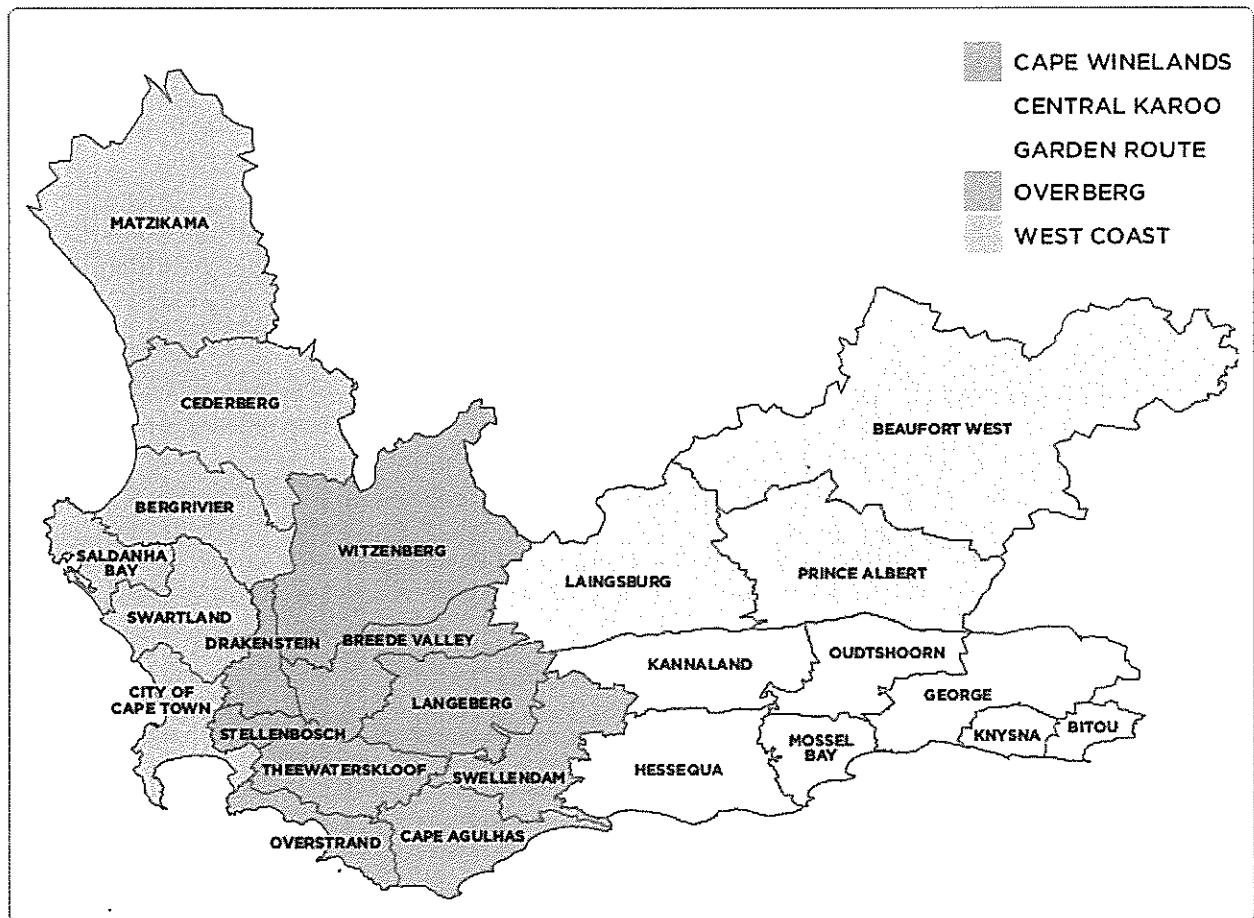 CAPE WINELANDS
CENTRAL KAROO
GARDEN ROUTE
OVERBERG
WEST COAST
MATZIKAMA
CEDERBERG
BEAUFORT WEST
BERGRIVIER
WITZENBERG
SALDANHA
BAY
LAINGSBURG
PRINCE ALBERT
SWARTLAND
DRAKENSTEIN
BREEDE VALLEY
KANNALAND
OUDTSHOORN
CITY OF
CAPE TOWN
LANGEBERG
GEORGE
STELLENBOSCH
MOSSEL
BAY
KNYSNA
BITOU
THEEWATERSKLOOF
SWELLENDAM
HESSEQUA
OVERSTRAND
CAPE AGULHAS